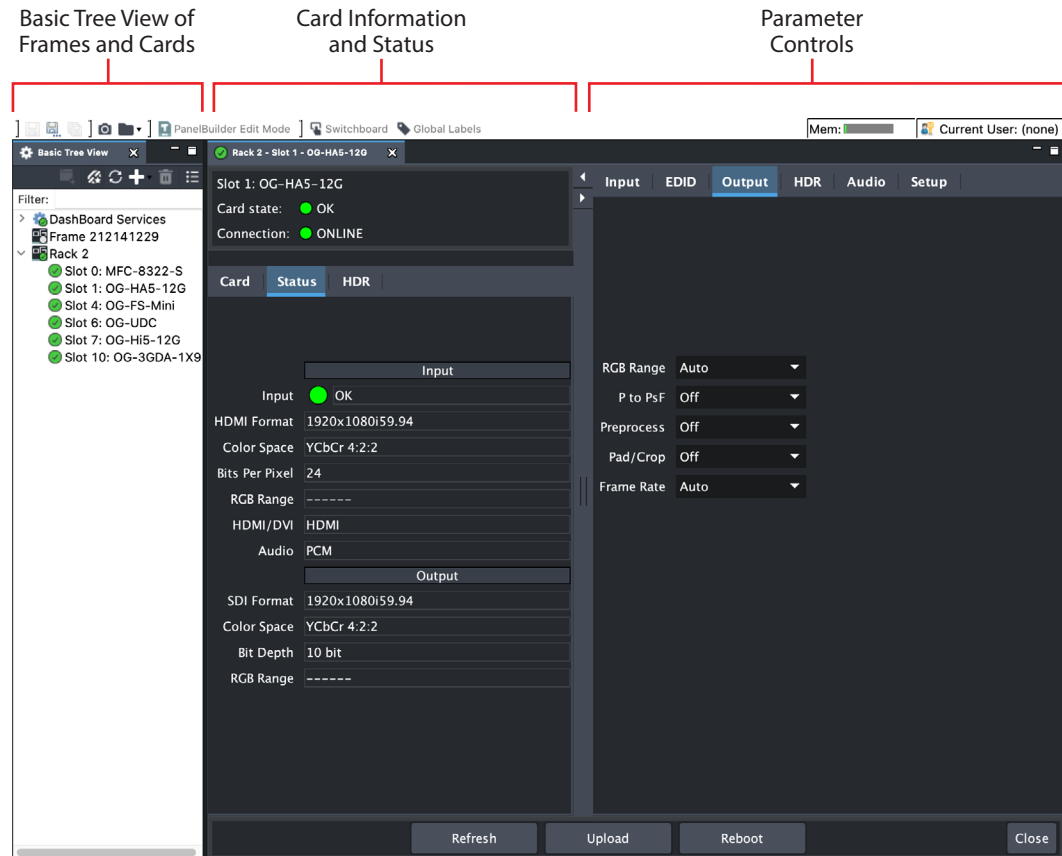 Basic Tree View of
Frames and Cards
Card Information
and Status
Parameter
Controls
PanelBuilder Edit Mode
Switchboard
Global Labels
Mem:
Current User: (none)
Basic Tree View X
Rack 2 - Slot 1 - OG-HA5-12G X
Filter:
DashBoard Services
Frame 212141229
Rack 2
Slot 0: MFC-8322-S
Slot 1: OG-HA5-12G
Slot 4: OG-FS-Mini
Slot 6: OG-UDC
Slot 7: OG-Hi5-12G
Slot 10: OG-3GDA-1X9
Slot 1: OG-HA5-12G
Card state: OK
Connection: ONLINE
Card Status HDR
Input
Input OK
HDMI Format 1920x1080i59.94
Color Space YCbCr 4:2:2
Bits Per Pixel 24
RGB Range ------
HDMI/DVI HDMI
Audio PCM
Output
SDI Format 1920x1080i59.94
Color Space YCbCr 4:2:2
Bit Depth 10 bit
RGB Range ------
Input EDID Output HDR Audio Setup
RGB Range Auto
P to PsF Off
Preprocess Off
Pad/Crop Off
Frame Rate Auto
Refresh Upload Reboot Close